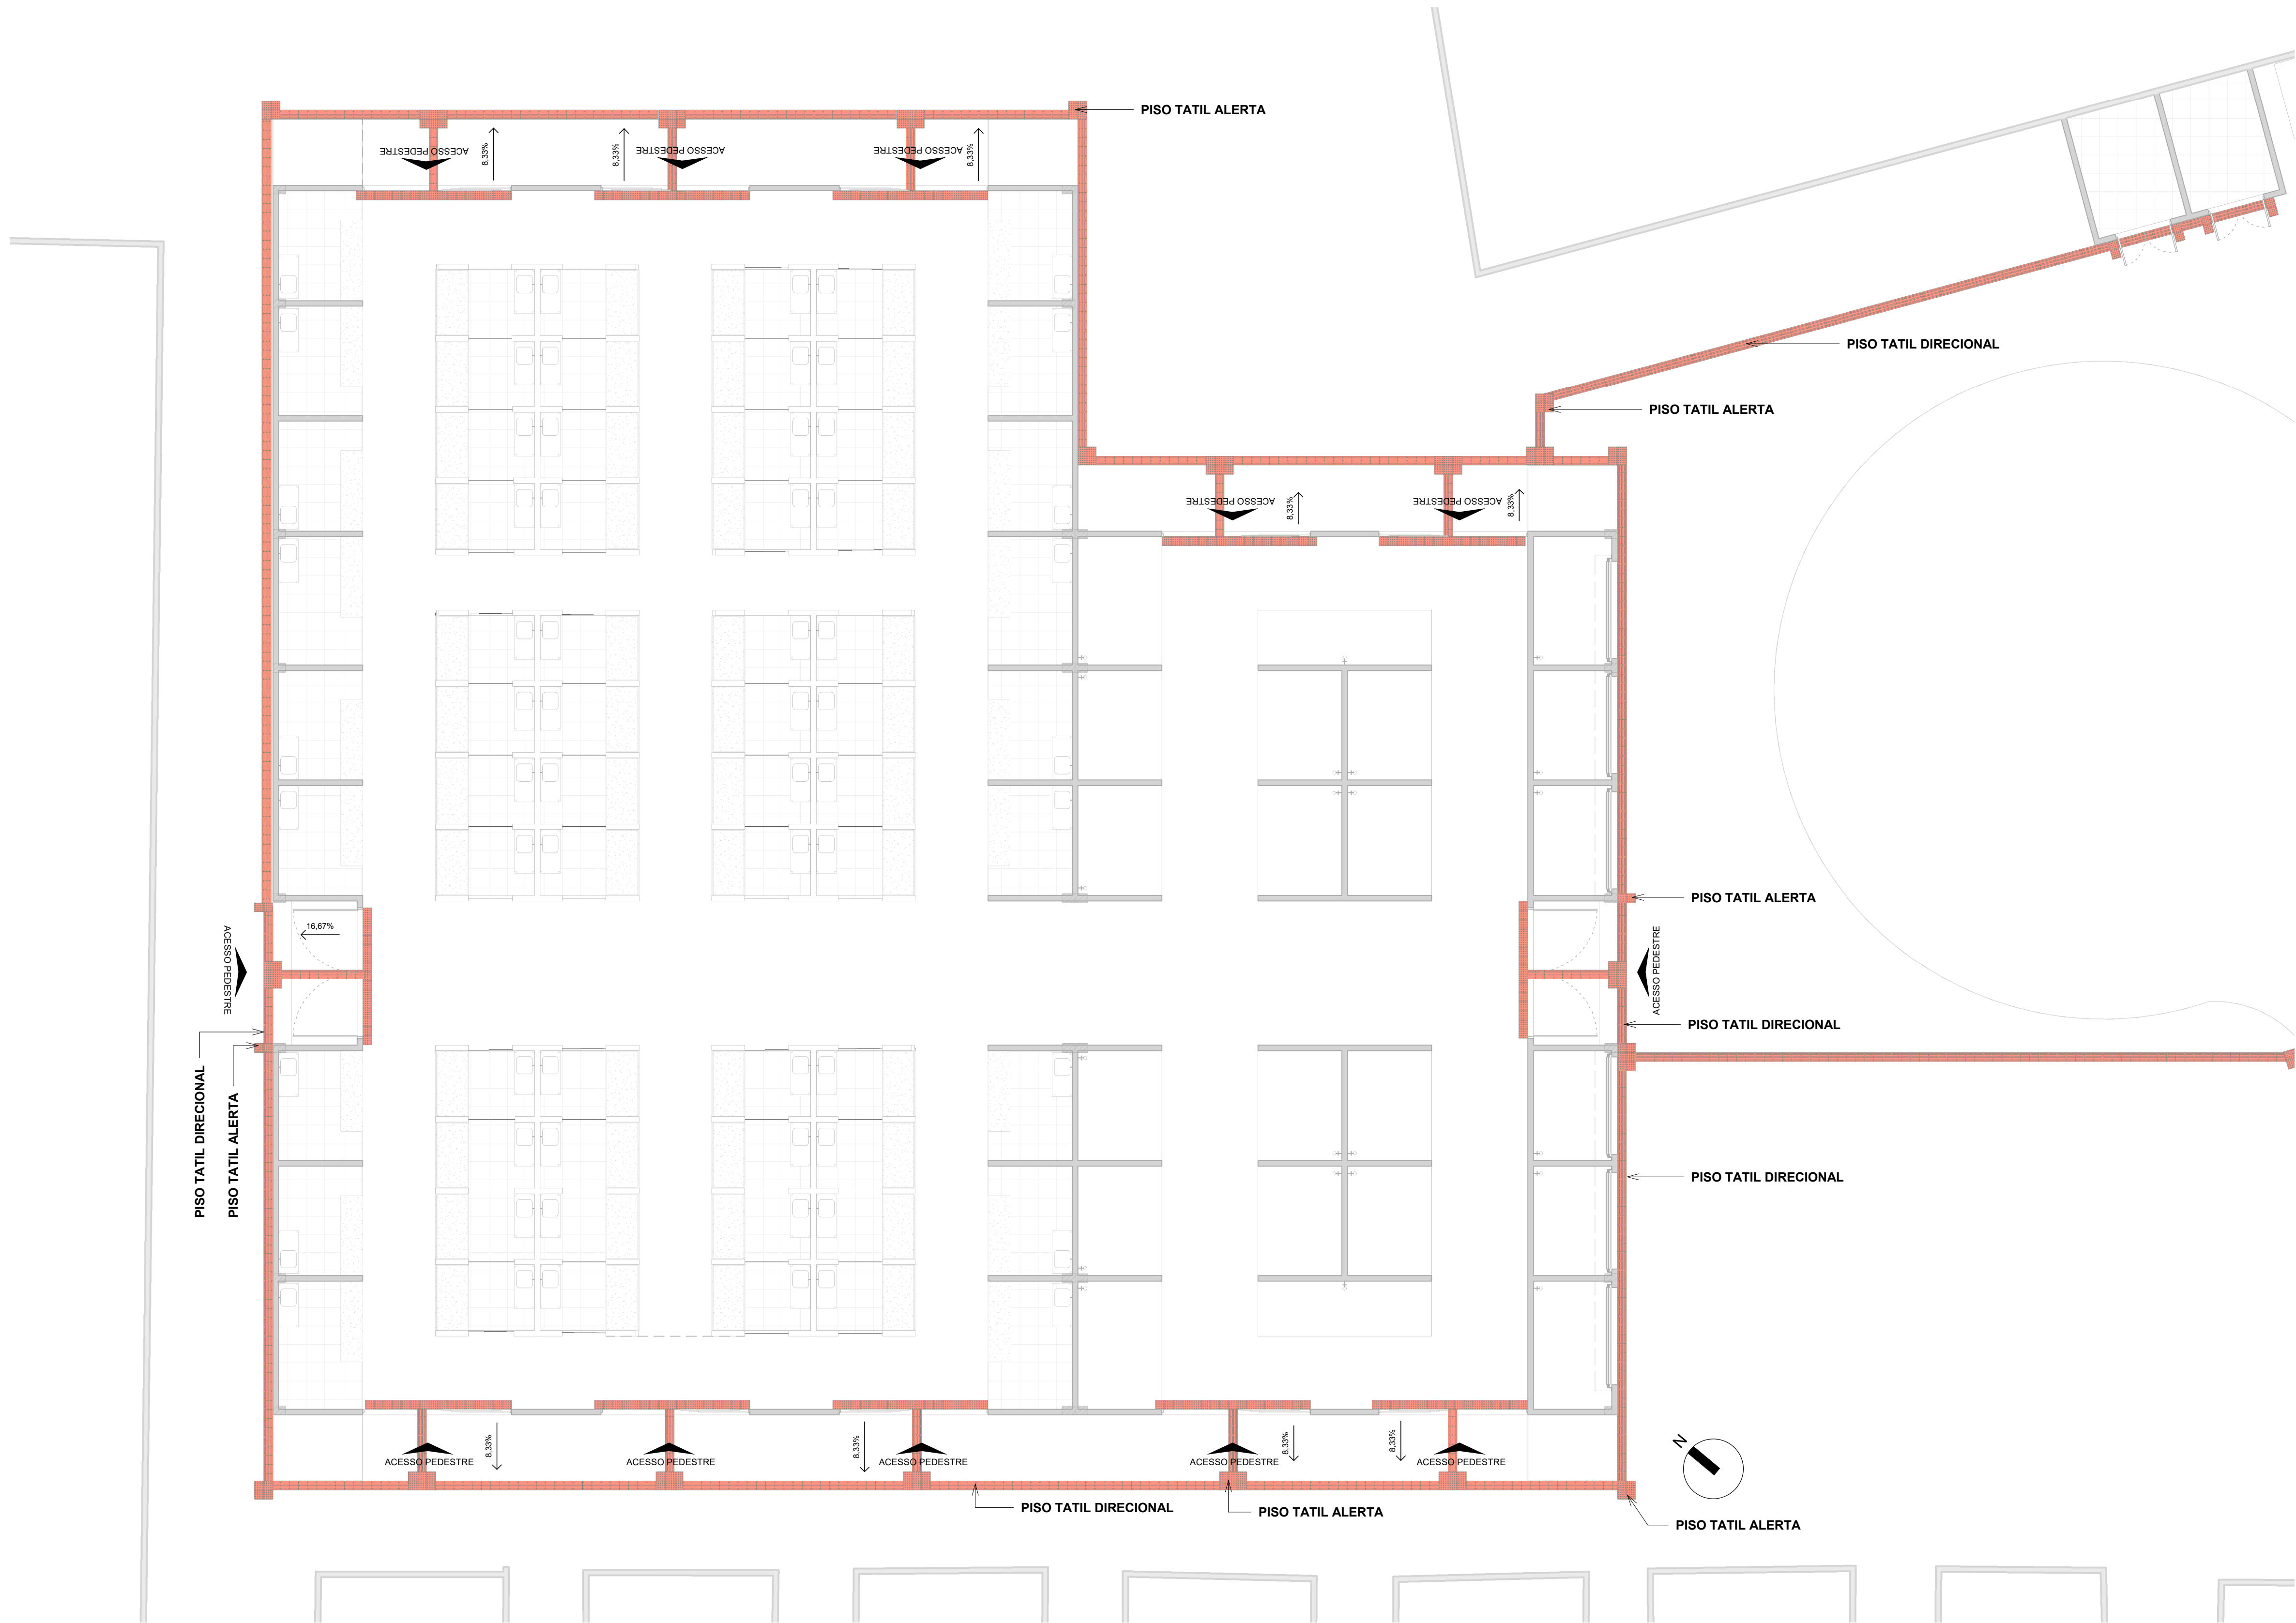 PISO TATIL ALERTA
ACESSO PEDESTRE
8,33%
8,33%
ACESSO PEDESTRE
ACESSO PEDESTRE
8,33%
PISO TATIL DIRECIONAL
PISO TATIL ALERTA
ACESSO PEDESTRE
8,33%
ACESSO PEDESTRE
8,33%
PISO TATIL ALERTA
16,67%
ACESSO PEDESTRE
ACESSO PEDESTRE
PISO TATIL DIRECIONAL
PISO TATIL DIRECIONAL
PISO TATIL ALERTA
PISO TATIL DIRECIONAL
N
8,33%
8,33%
8,33%
8,33%
ACESSO PEDESTRE
ACESSO PEDESTRE
ACESSO PEDESTRE
ACESSO PEDESTRE
ACESSO PEDESTRE
PISO TATIL DIRECIONAL
PISO TATIL ALERTA
PISO TATIL ALERTA